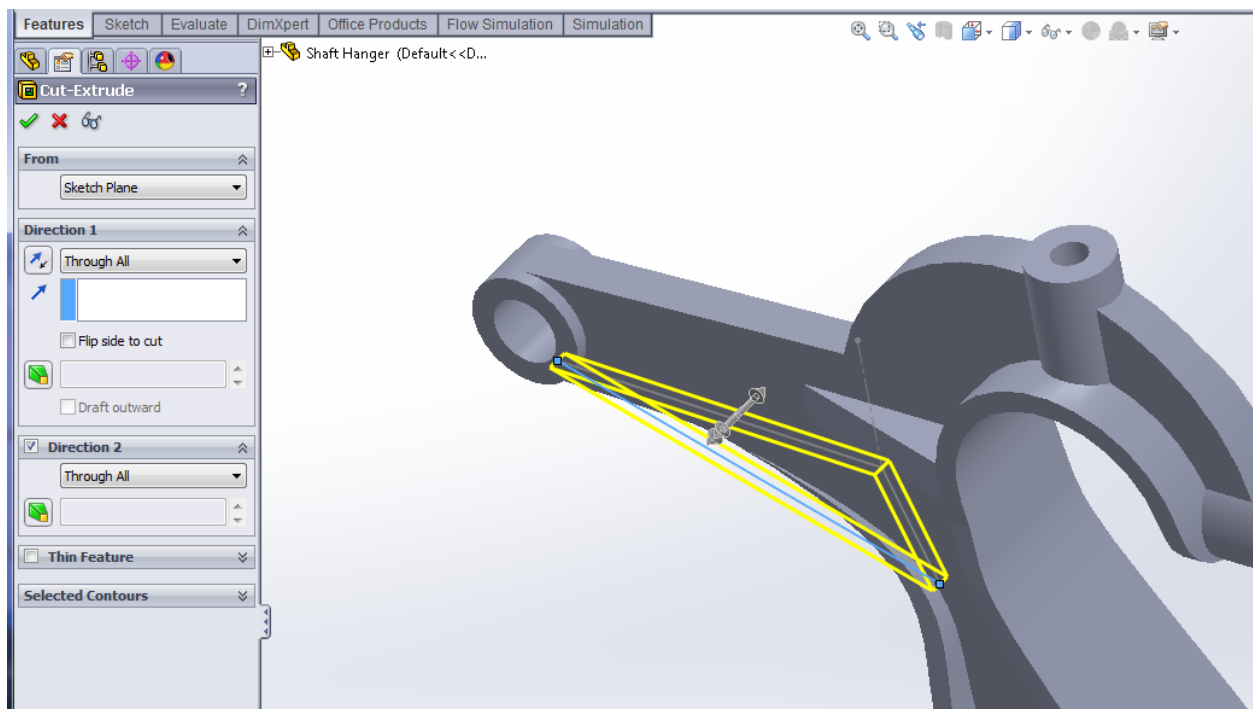 Features Sketch Evaluate DimXpert Office Products Flow Simulation Simulation
Shaft Hanger (Default<<D...
Cut-Extrude ?
From
Sketch Plane
Direction 1
Through All
Flip side to cut
Draft outward
Direction 2
Through All
Thin Feature
Selected Contours